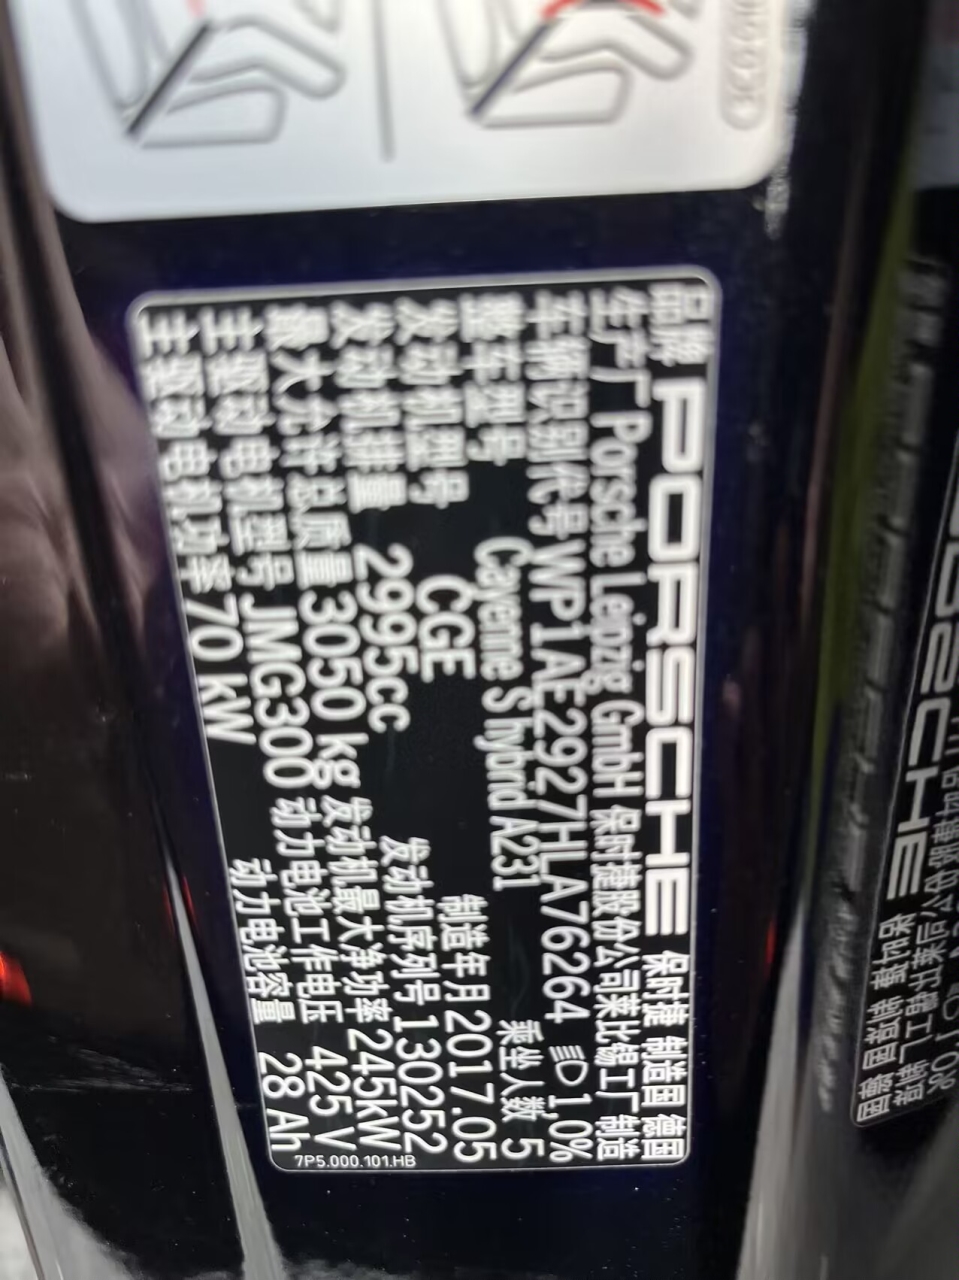 品牌 PORSCHE 保时捷 制造国 德国
生产厂 Porsche Leipzig GmbH 保时捷股份公司莱比锡工厂制造
车辆识别代号 WP1AE2927HLA76264 1,0%
整车型号 Cayenne S hybrid A231 乘坐人数 5
发动机型号 CGE 制造年月 2017.05
发动机排量 2995cc 发动机序列号 130252
最大允许总质量 3050 kg 发动机最大净功率 245kW
主驱动电机型号 JMG300 动力电池工作电压 425 V
主驱动电机功率 70 kW 动力电池容量 28 Ah
7P5.000.101.HB